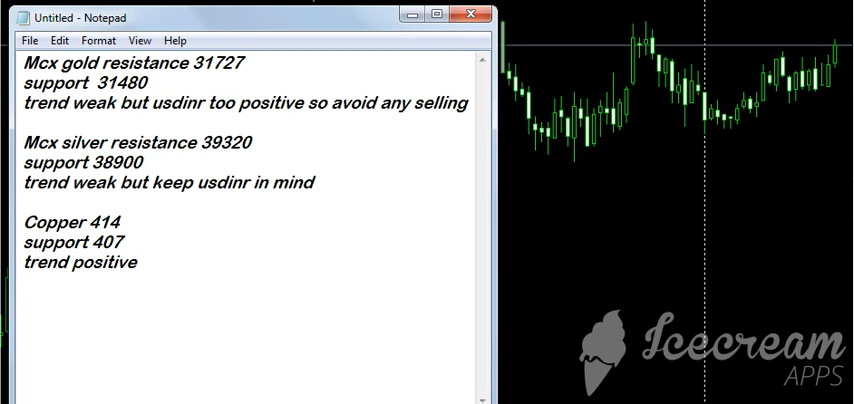 Untitled - Notepad
File Edit Format View Help
Mcx gold resistance 31727
support 31480
trend weak but usdinr too positive so avoid any selling
Mcx silver resistance 39320
support 38900
trend weak but keep usdinr in mind
Copper 414
support 407
trend positive
Icecream
APPS